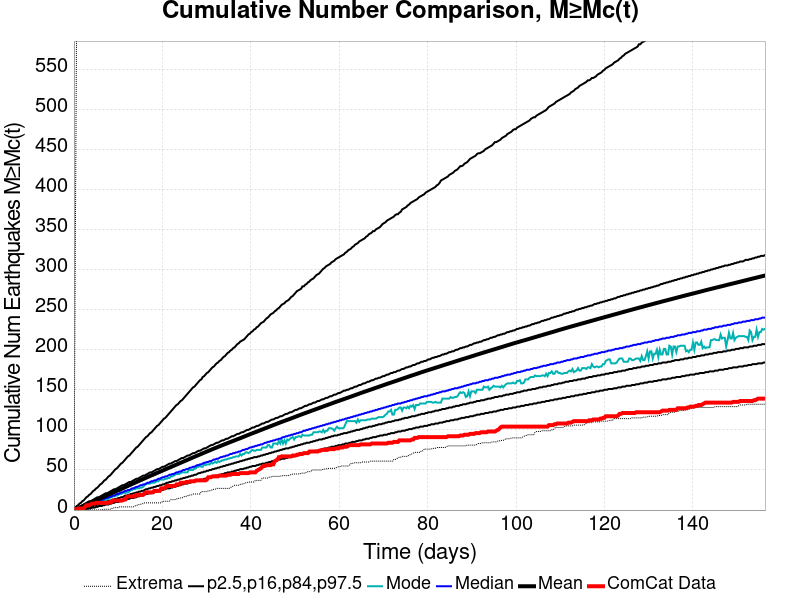 Cumulative Number Comparison, M≥Mc(t)
Cumulative Num Earthquakes M≥Mc(t)
550
500
450
400
350
300
250
200
150
100
50
0
0 20 40 60 80 100 120 140
Time (days)
Extrema p2.5,p16,p84,p97.5 Mode Median Mean ComCat Data